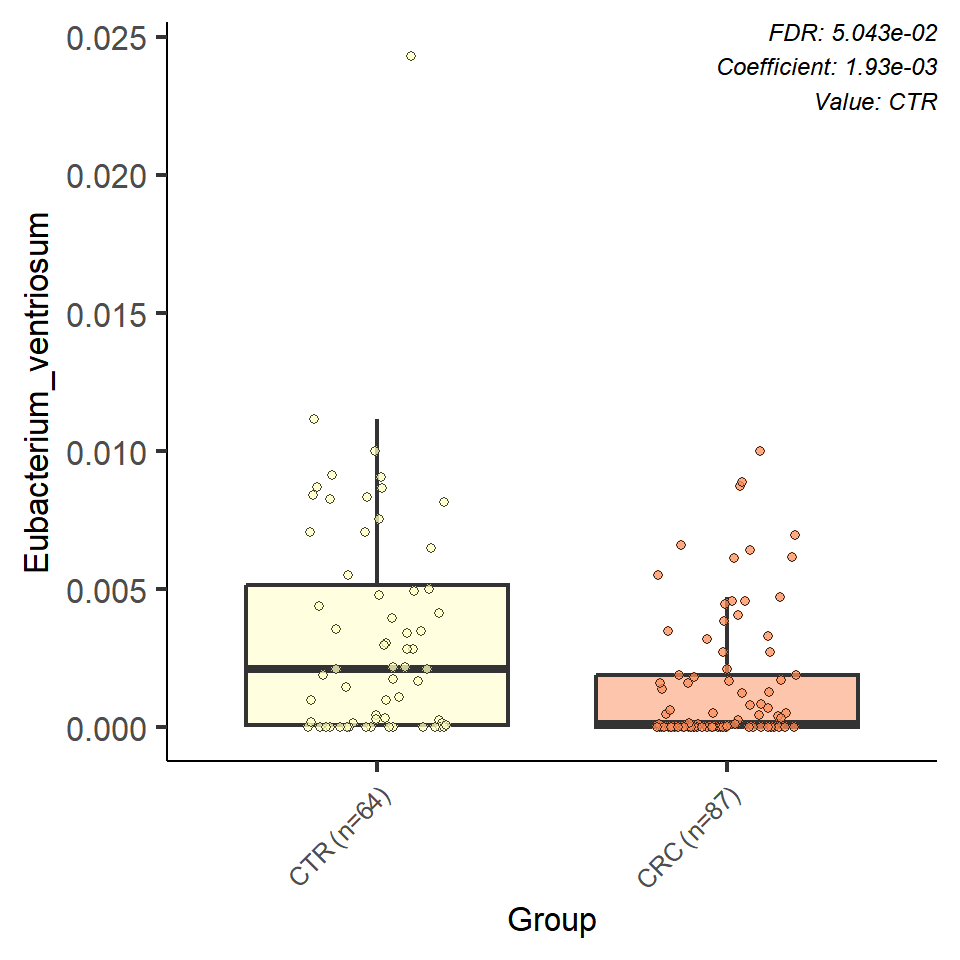 FDR: 5.043e-02
Coefficient: 1.93e-03
Value: CTR
Eubacterium_ventriosum
0.025
0.020
0.015
0.010
0.005
0.000
CTR (n=64)
CRC (n=87)
Group